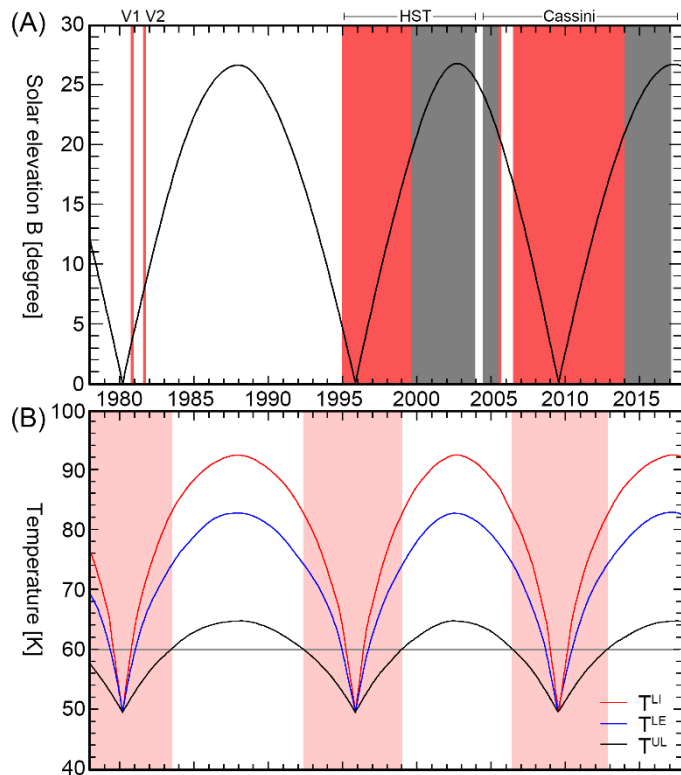 (A)
V1 V2
HST
Cassini
Solar elevation B [degree]
30
25
20
15
10
5
0
1980 1985 1990 1995 2000 2005 2010 2015
(B)
Temperature [K]
100
90
80
70
60
50
40
T^LI
T^LE
T^UL